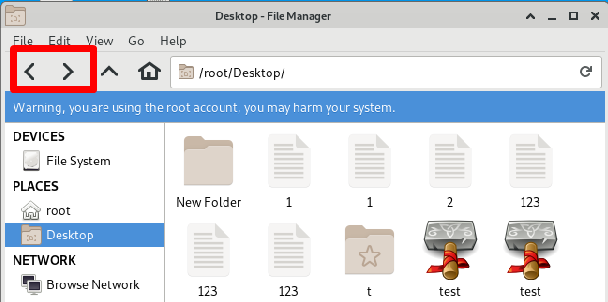 Desktop - File Manager
File Edit View Go Help
/root/Desktop/
Warning, you are using the root account, you may harm your system.
DEVICES
File System
PLACES
root
Desktop
NETWORK
Browse Network
New Folder 1 1 2 123
123 123 t test test